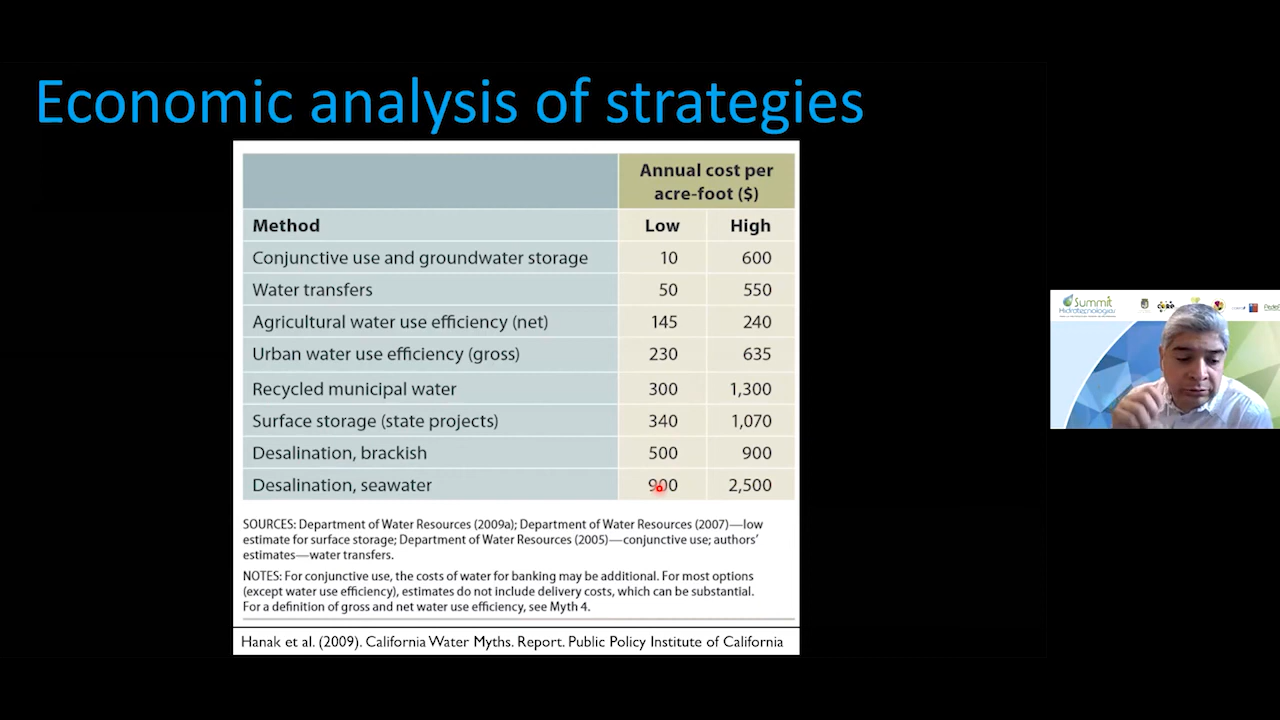 Economic analysis of strategies
Annual cost per
acre-foot ($)
Method Low High
Conjunctive use and groundwater storage 10 600
Water transfers 50 550
Agricultural water use efficiency (net) 145 240
Urban water use efficiency (gross) 230 635
Recycled municipal water 300 1,300
Surface storage (state projects) 340 1,070
Desalination, brackish 500 900
Desalination, seawater 900 2,500
SOURCES: Department of Water Resources (2009a); Department of Water Resources (2007)—low
estimate for surface storage; Department of Water Resources (2005)—conjunctive use; authors’
estimates—water transfers.
NOTES: For conjunctive use, the costs of water for banking may be additional. For most options
(except water use efficiency), estimates do not include delivery costs, which can be substantial.
For a definition of gross and net water use efficiency, see Myth 4.
Hanak et al. (2009). California Water Myths. Report. Public Policy Institute of California
Summit
Hidrotecnologías